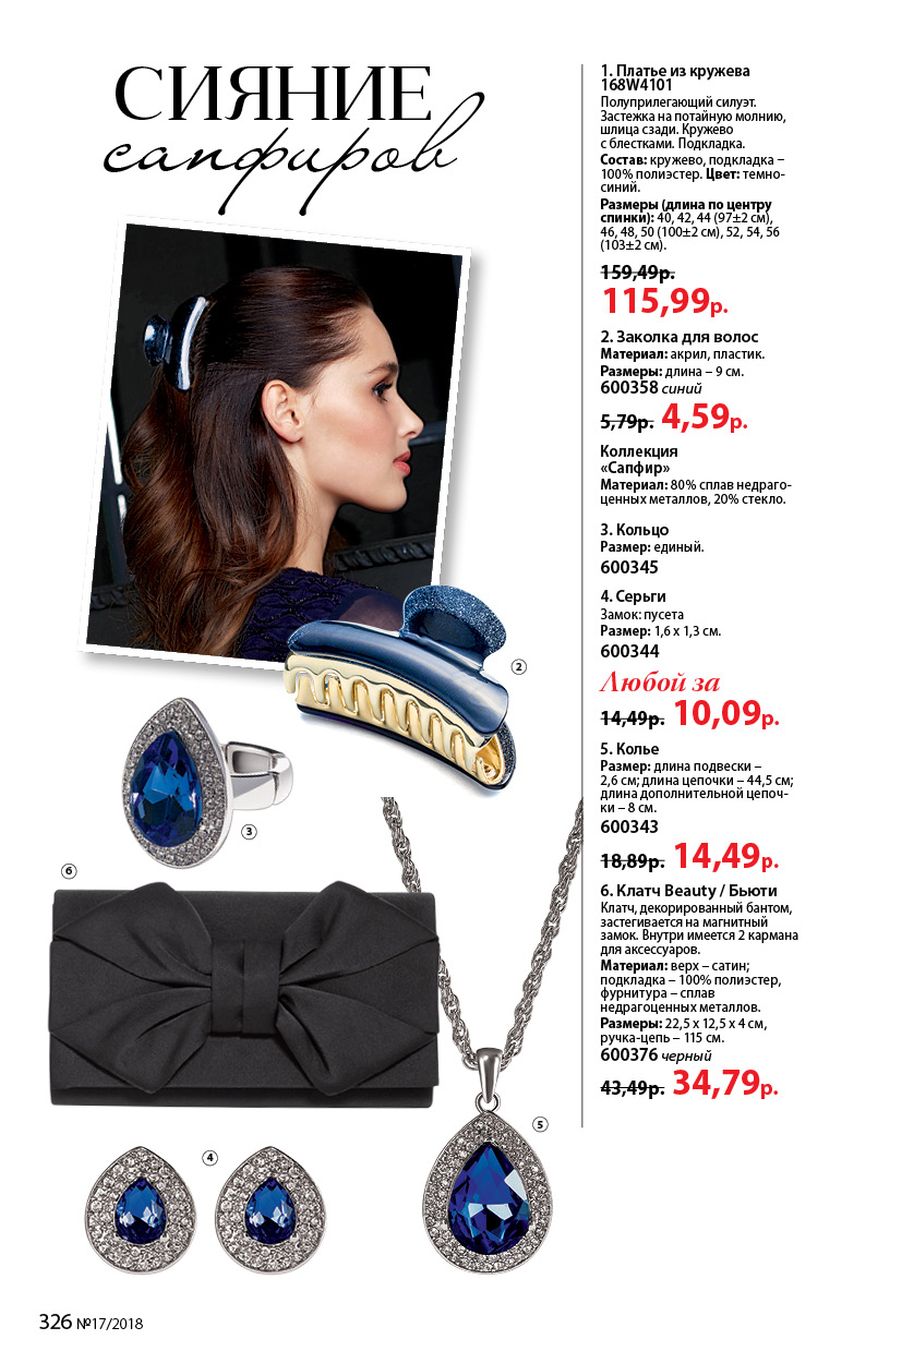 СИЯНИЕ
сапфиров
1. Платье из кружева
168W4101
Полуприлегающий силуэт.
Застежка на потайную молнию,
шлица сзади. Кружево
с блестками. Подкладка.
Состав: кружево, подкладка –
100% полиэстер. Цвет: темно-
синий.
Размеры (длина по центру
спинки): 40, 42, 44 (97±2 см),
46, 48, 50 (100±2 см), 52, 54, 56
(103±2 см).
159,49р.
115,99р.
2. Заколка для волос
Материал: акрил, пластик.
Размеры: длина – 9 см.
600358 синий
5,79р. 4,59р.
Коллекция
«Сапфир»
Материал: 80% сплав недраго-
ценных металлов, 20% стекло.
3. Кольцо
Размер: единый.
600345
4. Серьги
Замок: пусета
Размер: 1,6 х 1,3 см.
600344
Любой за
14,49р. 10,09р.
5. Колье
Размер: длина подвески –
2,6 см; длина цепочки – 44,5 см;
длина дополнительной цепоч-
ки – 8 см.
600343
18,89р. 14,49р.
6. Клатч Beauty / Бьюти
Клатч, декорированный бантом,
застегивается на магнитный
замок. Внутри имеется 2 кармана
для аксессуаров.
Материал: верх – сатин;
подкладка – 100% полиэстер,
фурнитура – сплав
недрагоценных металлов.
Размеры: 22,5 х 12,5 х 4 см,
ручка-цепь – 115 см.
600376 черный
43,49р. 34,79р.
2
3
6
5
4
326 №17/2018